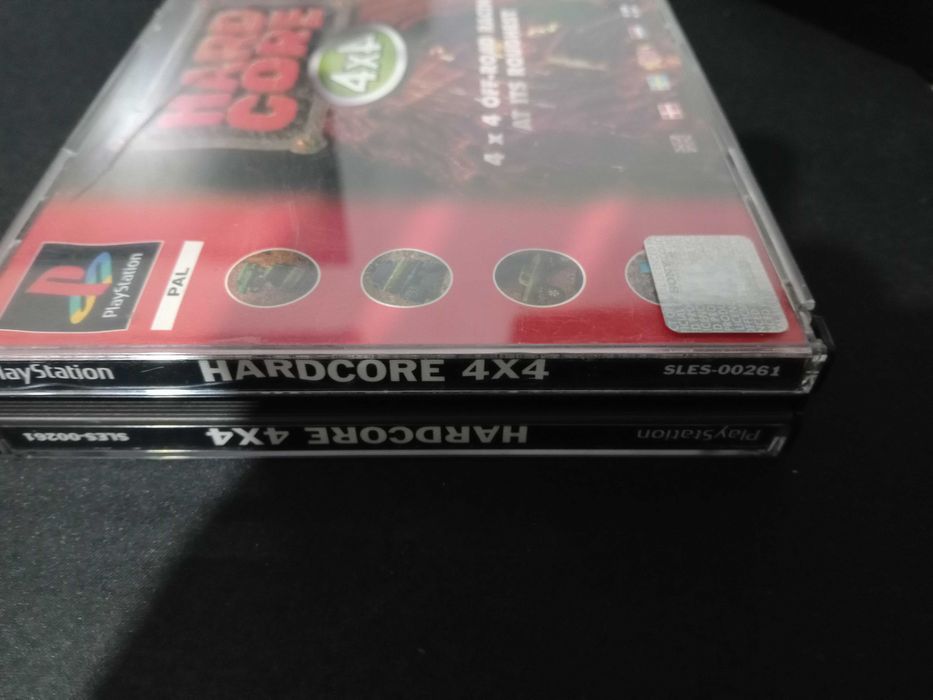 HARD
CORE
4x4
4 x 4 OFF-ROAD RACING
AT ITS ROUGHEST
PlayStation
PAL
PlayStation
HARDCORE 4X4
SLES-00261
PlayStation
HARDCORE 4X4
SLES-00261